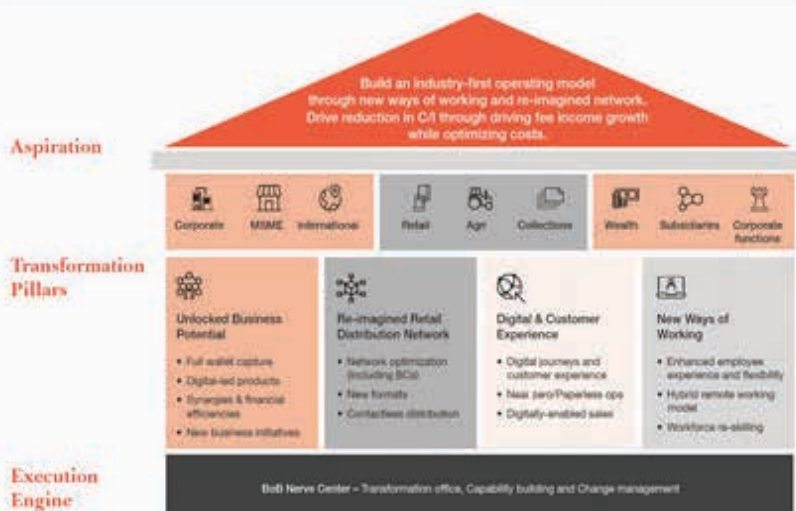 Build an industry-first operating model
through new ways of working and re-imagined network.
Drive reduction in C/I through driving fee income growth
while optimizing costs.
Aspiration
Corporate
MSME
International
Retail
Agri
Collections
Wealth
Subsidiaries
Corporate
functions
Transformation
Pillars
Unlocked Business
Potential
• Full wallet capture
• Digital-led products
• Synergies & financial
efficiencies
• New business initiatives
Re-imagined Retail
Distribution Network
• Network optimization
(including BCs)
• New formats
• Contactless distribution
Digital & Customer
Experience
• Digital journeys and
customer experience
• Near zero/Paperless ops
• Digitally-enabled sales
New Ways of
Working
• Enhanced employee
experience and flexibility
• Hybrid remote working
model
• Workforce re-skilling
Execution
Engine
BoB Nerve Center – Transformation office, Capability building and Change management